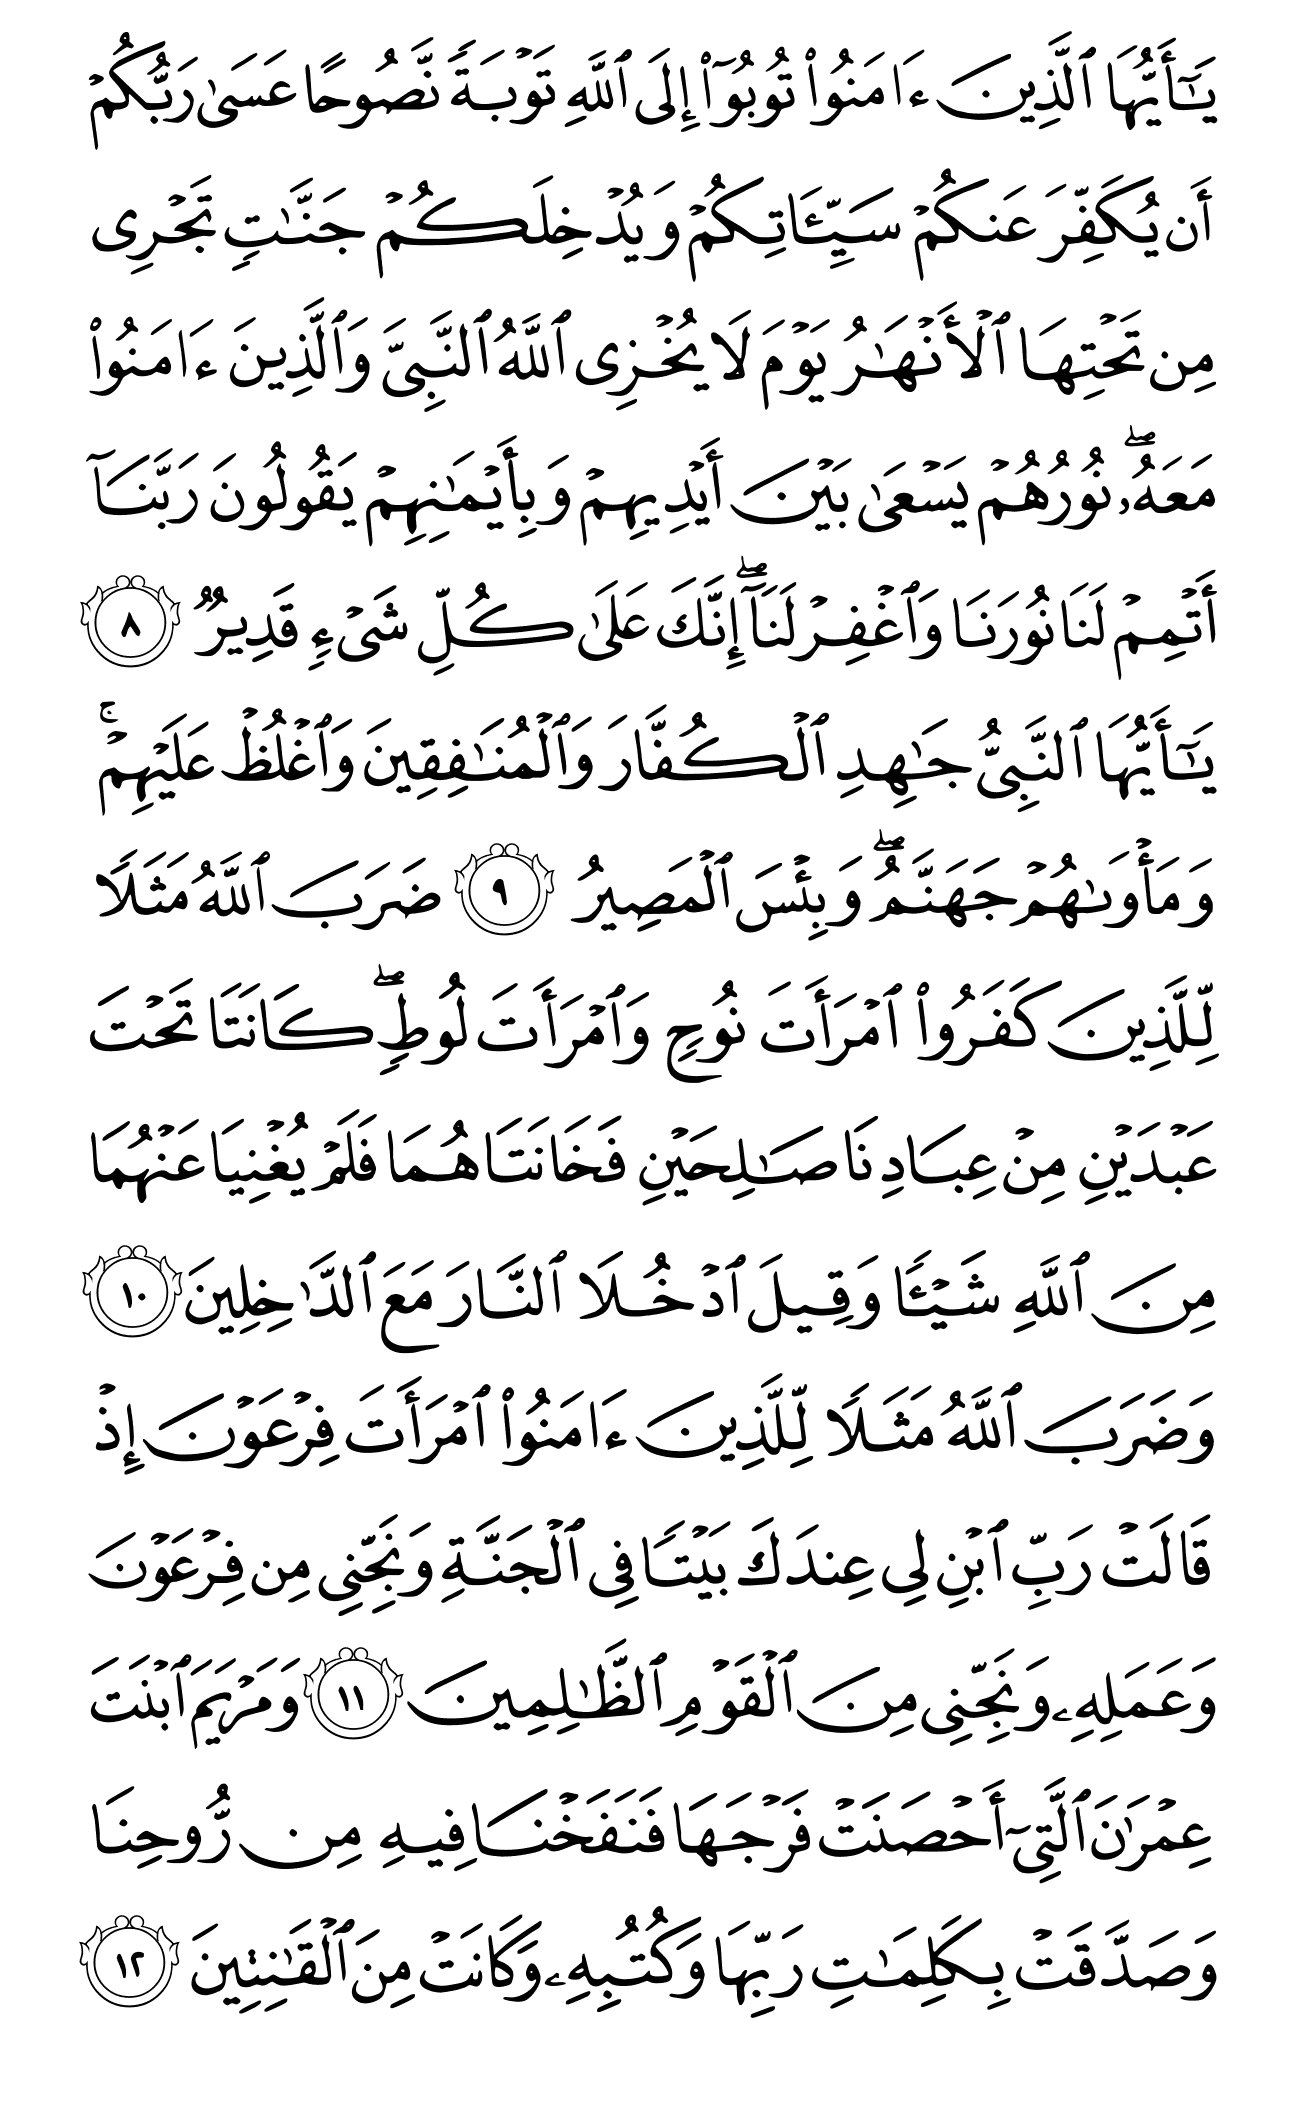 يَٰٓأَيُّهَا ٱلَّذِينَ ءَامَنُواْ تُوبُوٓاْ إِلَى ٱللَّهِ تَوۡبَةٗ نَّصُوحًا عَسَىٰ رَبُّكُمۡ
أَن يُكَفِّرَ عَنكُمۡ سَيِّـَٔاتِكُمۡ وَيُدۡخِلَكُمۡ جَنَّٰتٖ تَجۡرِي
مِن تَحۡتِهَا ٱلۡأَنۡهَٰرُ يَوۡمَ لَا يُخۡزِي ٱللَّهُ ٱلنَّبِيَّ وَٱلَّذِينَ ءَامَنُواْ
مَعَهُۥۖ نُورُهُمۡ يَسۡعَىٰ بَيۡنَ أَيۡدِيهِمۡ وَبِأَيۡمَٰنِهِمۡ يَقُولُونَ رَبَّنَآ
أَتۡمِمۡ لَنَا نُورَنَا وَٱغۡفِرۡ لَنَآۖ إِنَّكَ عَلَىٰ كُلِّ شَيۡءٖ قَدِيرٞ ٨
يَٰٓأَيُّهَا ٱلنَّبِيُّ جَٰهِدِ ٱلۡكُفَّارَ وَٱلۡمُنَٰفِقِينَ وَٱغۡلُظۡ عَلَيۡهِمۡۚ
وَمَأۡوَىٰهُمۡ جَهَنَّمُۖ وَبِئۡسَ ٱلۡمَصِيرُ ٩ ضَرَبَ ٱللَّهُ مَثَلٗا
لِّلَّذِينَ كَفَرُواْ ٱمۡرَأَتَ نُوحٖ وَٱمۡرَأَتَ لُوطٖۖ كَانَتَا تَحۡتَ
عَبۡدَيۡنِ مِنۡ عِبَادِنَا صَٰلِحَيۡنِ فَخَانَتَاهُمَا فَلَمۡ يُغۡنِيَا عَنۡهُمَا
مِنَ ٱللَّهِ شَيۡـٔٗا وَقِيلَ ٱدۡخُلَا ٱلنَّارَ مَعَ ٱلدَّٰخِلِينَ ١٠
وَضَرَبَ ٱللَّهُ مَثَلٗا لِّلَّذِينَ ءَامَنُواْ ٱمۡرَأَتَ فِرۡعَوۡنَ إِذۡ
قَالَتۡ رَبِّ ٱبۡنِ لِي عِندَكَ بَيۡتٗا فِي ٱلۡجَنَّةِ وَنَجِّنِي مِن فِرۡعَوۡنَ
وَعَمَلِهِۦ وَنَجِّنِي مِنَ ٱلۡقَوۡمِ ٱلظَّٰلِمِينَ ١١ وَمَرۡيَمَ ٱبۡنَتَ
عِمۡرَٰنَ ٱلَّتِيٓ أَحۡصَنَتۡ فَرۡجَهَا فَنَفَخۡنَا فِيهِ مِن رُّوحِنَا
وَصَدَّقَتۡ بِكَلِمَٰتِ رَبِّهَا وَكُتُبِهِۦ وَكَانَتۡ مِنَ ٱلۡقَٰنِتِينَ ١٢